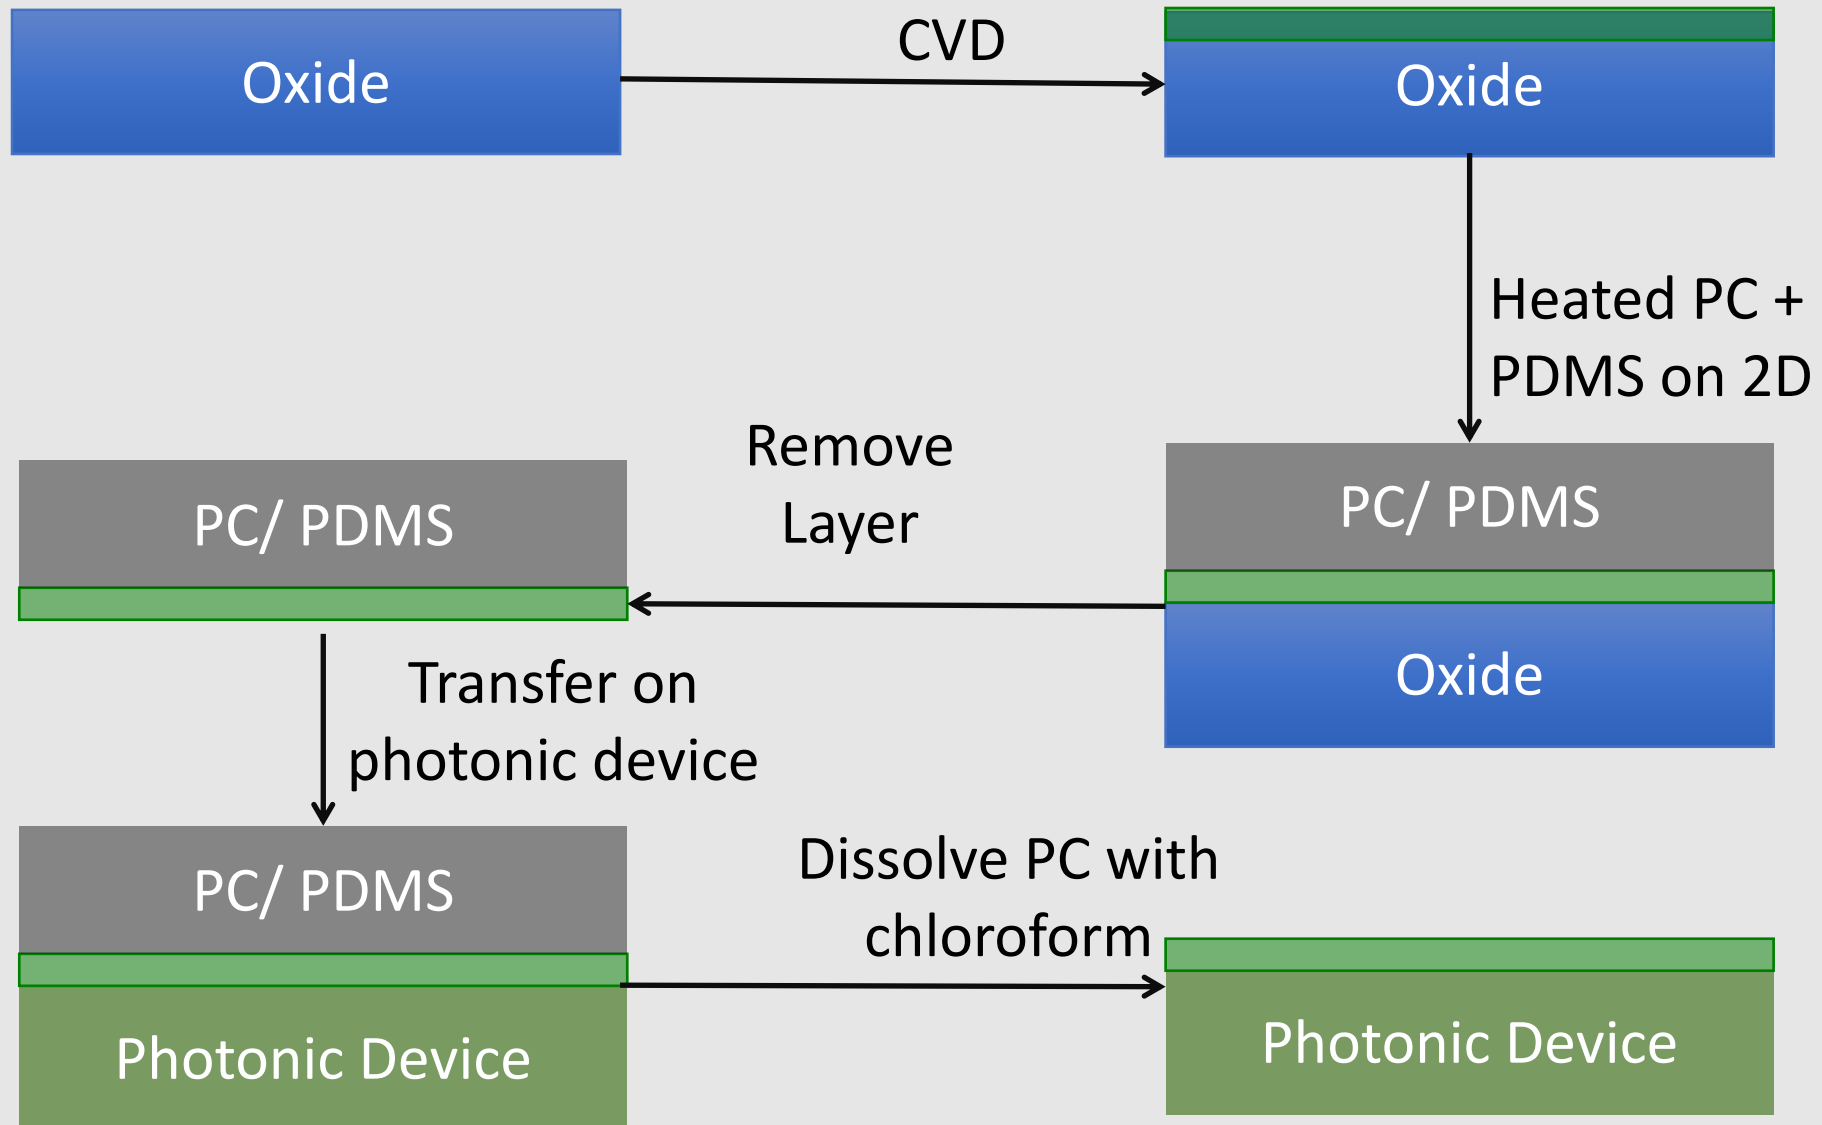 Oxide
CVD
Oxide
Heated PC +
PDMS on 2D
PC/ PDMS
Oxide
Remove
Layer
PC/ PDMS
Transfer on
photonic device
PC/ PDMS
Photonic Device
Dissolve PC with
chloroform
Photonic Device